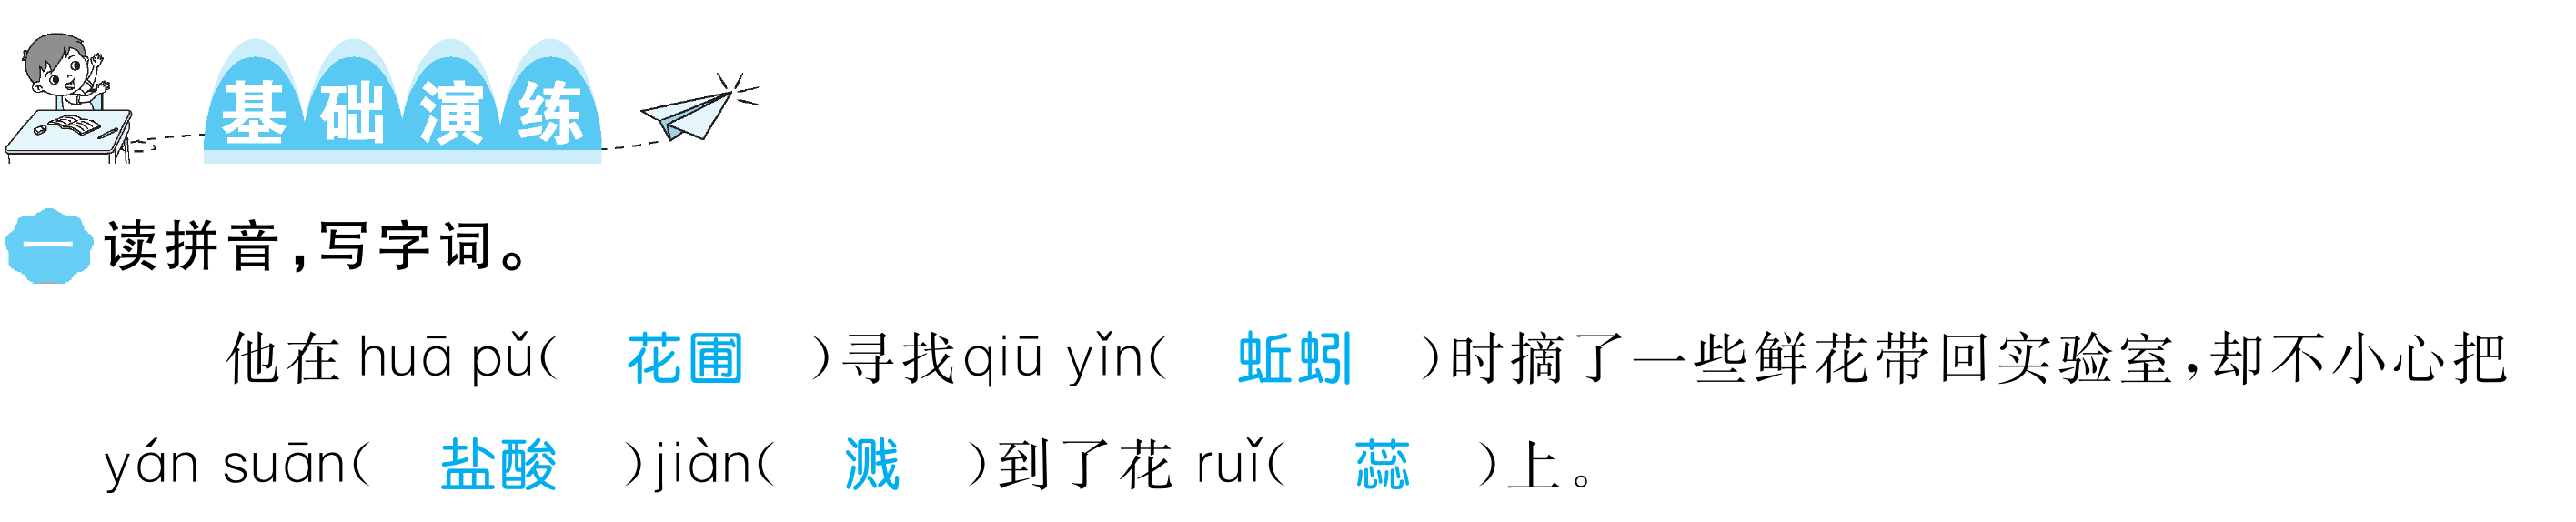 基础演练
一 读拼音,写字词。
他在 huā pǔ( 花圃 )寻找qiū yǐn( 蚯蚓 )时摘了一些鲜花带回实验室,却不小心把
yán suān( 盐酸 )jiàn( 溅 )到了花 ruǐ( 蕊 )上。